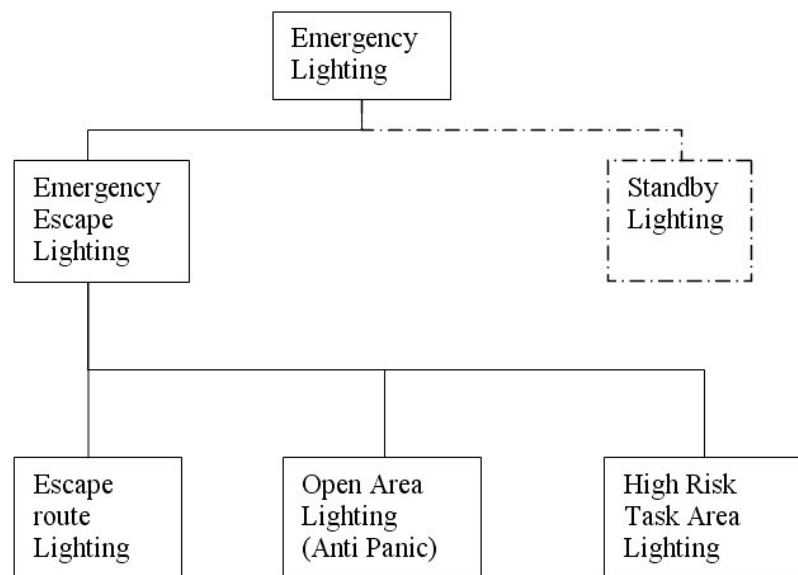 Emergency
Lighting
Emergency
Escape
Lighting
Standby
Lighting
Escape
route
Lighting
Open Area
Lighting
(Anti Panic)
High Risk
Task Area
Lighting